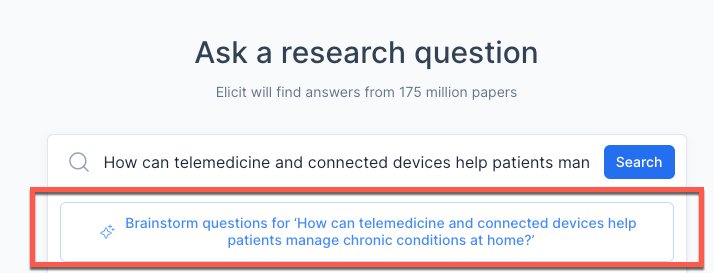 Ask a research question
Elicit will find answers from 175 million papers
How can telemedicine and connected devices help patients man
Search
Brainstorm questions for ‘How can telemedicine and connected devices help
patients manage chronic conditions at home?’